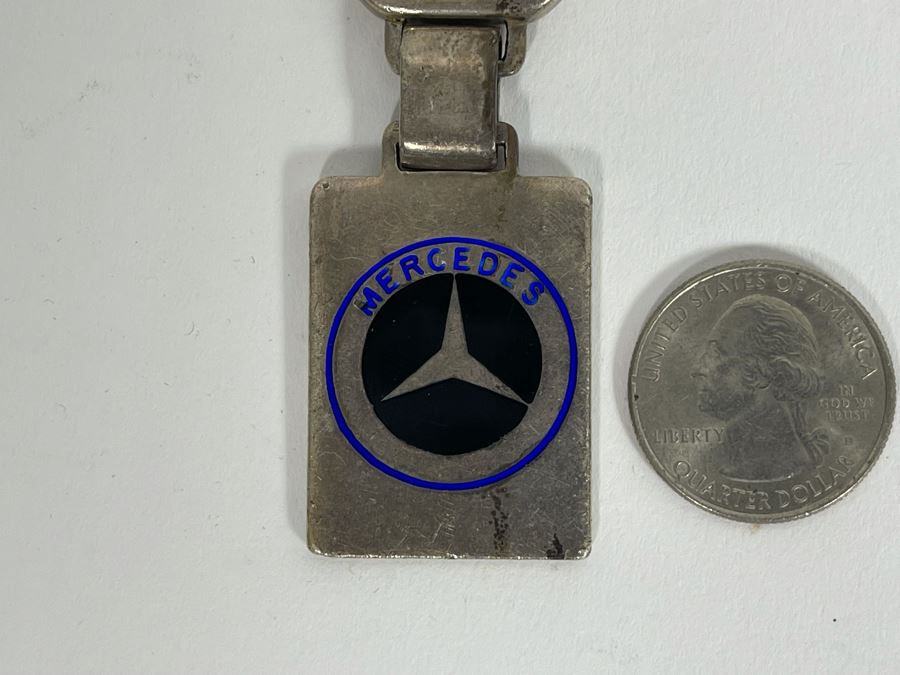 MERCEDES
UNITED STATES OF AMERICA
IN
GOD WE
TRUST
LIBERTY
QUARTER DOLLAR